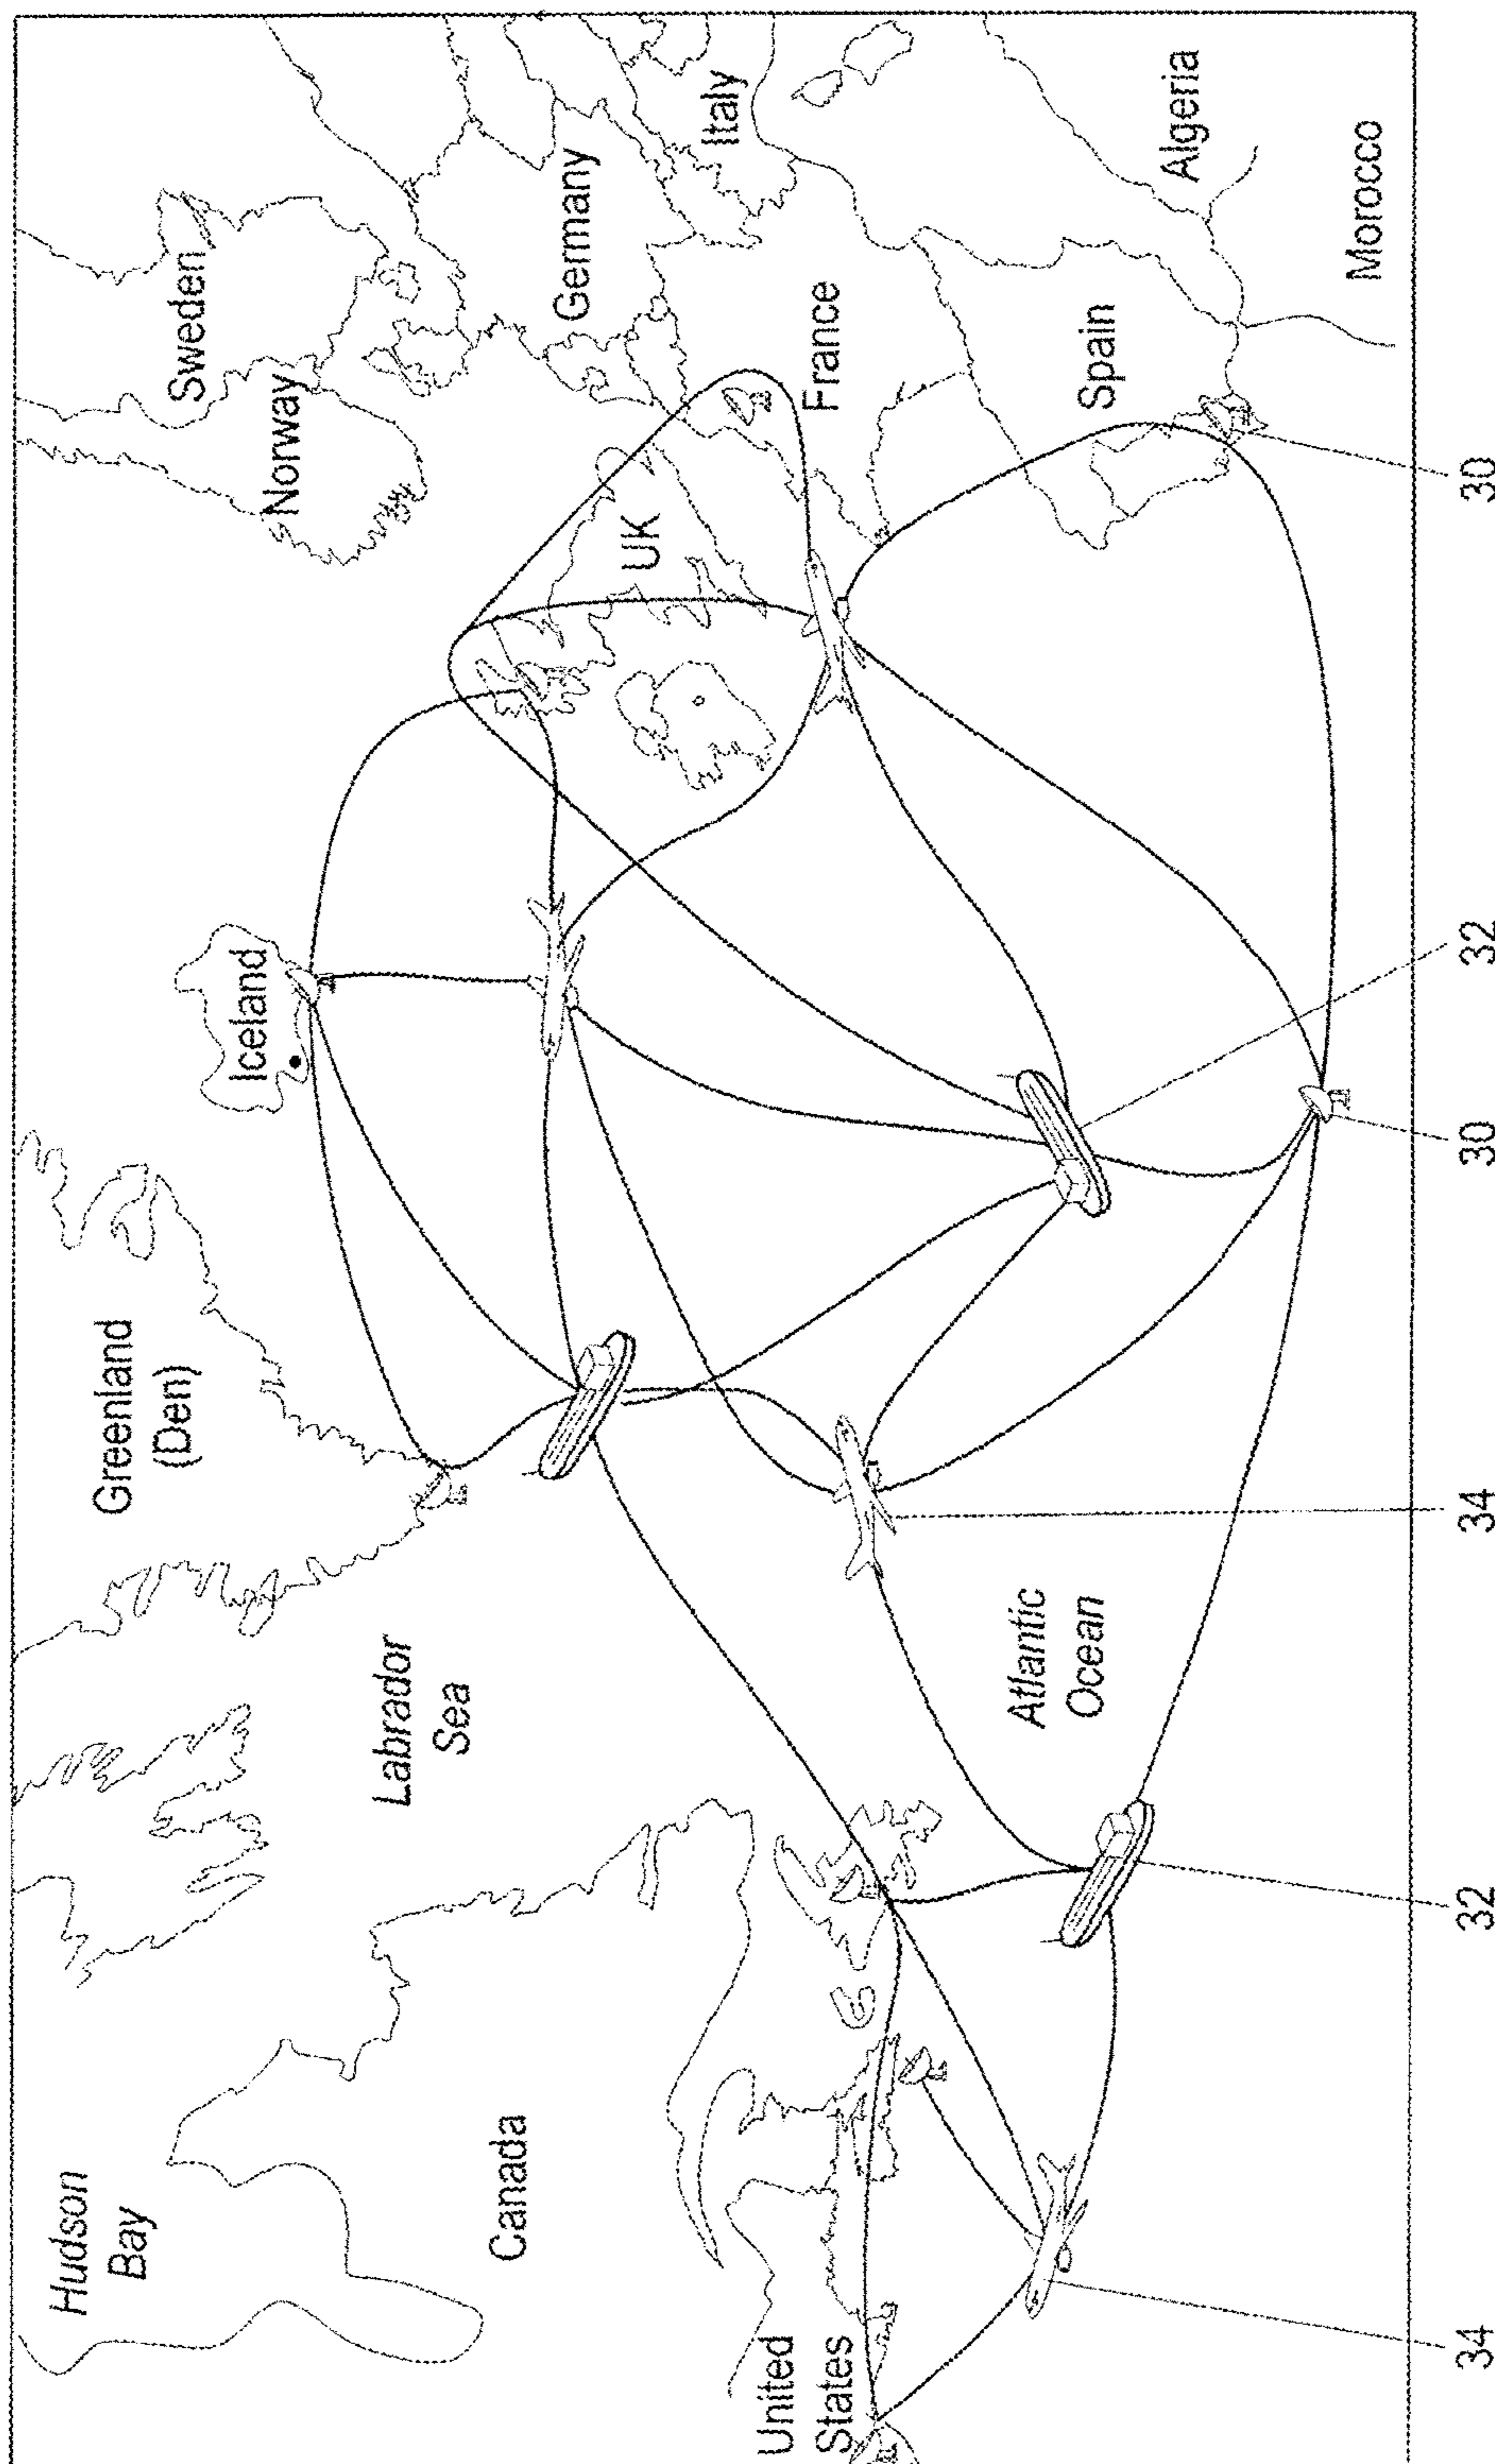 Hudson
Bay
Greenland
(Den)
Iceland
Norway
Sweden
Labrador
Sea
Canada
UK
Germany
United
States
France
Italy
Atlantic
Ocean
Spain
Algeria
Morocco
34
32
34
30
32
30